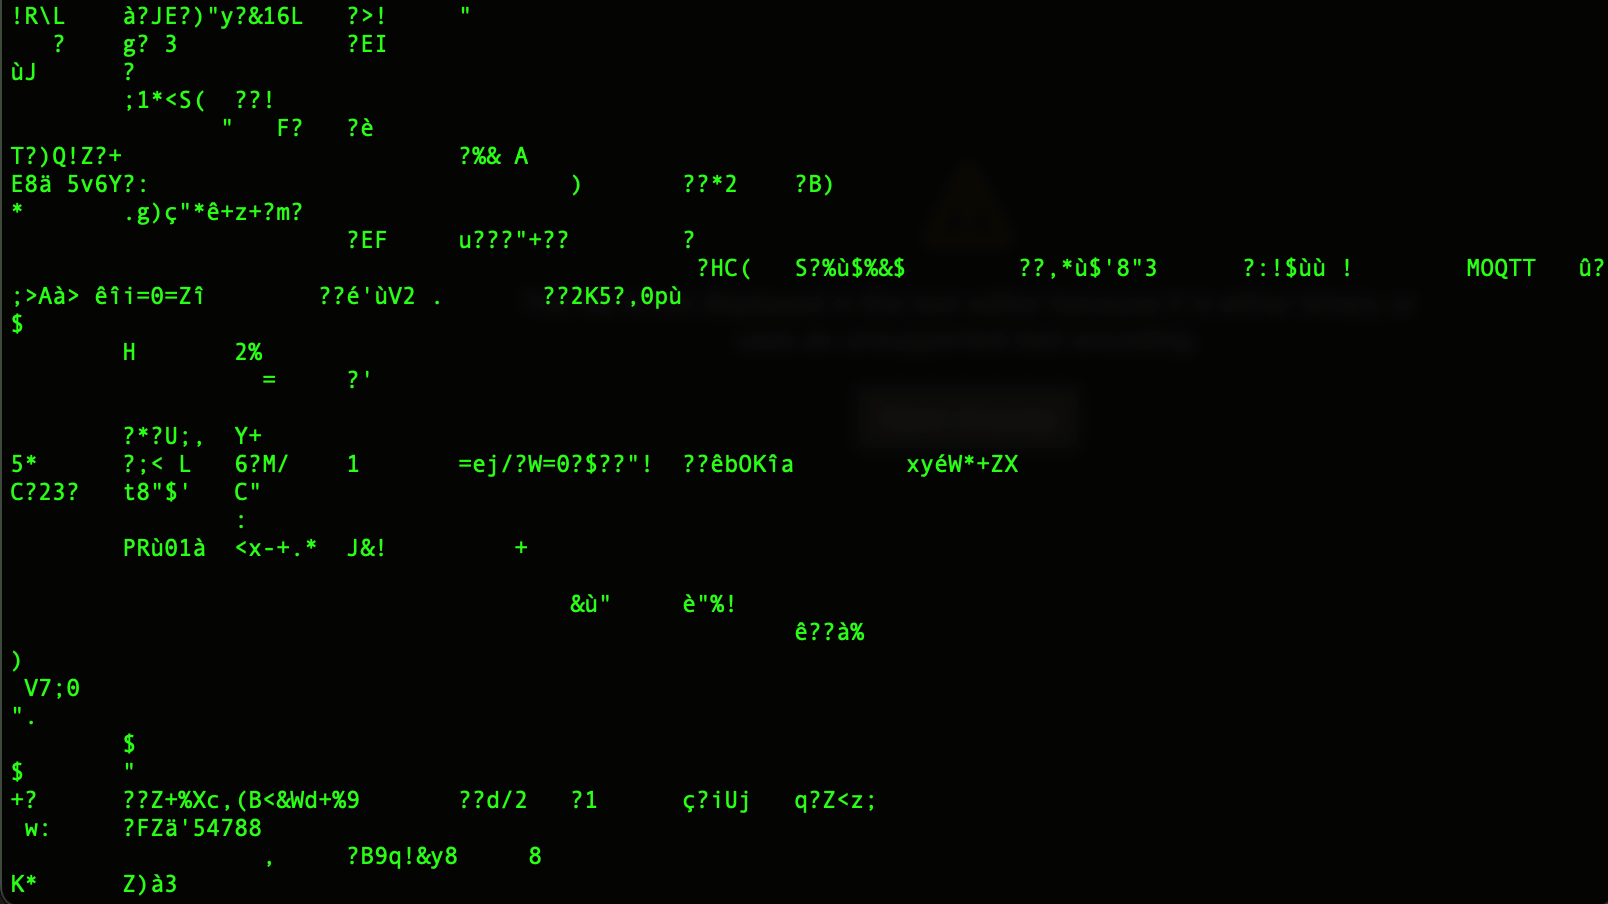 !R\L à?JE?)"y?&16L ?>! "
? g? 3 ?EI
ùJ ?
;1*<S( ??!
" F? ?è
T?)Q!Z?+ ?%& A
E8ä 5v6Y?: ) ??*2 ?B)
* .g)ç"*ê+z+?m?
?EF u???"+?? ?
?HC( S?%ù$%&$ ??,*ù$'8"3 ?:!$ùù ! MOQTT û?
;>Aà> êîi=0=Zî ??é'ùV2 . ??2K5?,0pù
$
H 2%
= ?'
?*?U;, Y+
5* ?;< L 6?M/ 1 =ej/?W=0?$??"! ??êbOKîa xyéW*+ZX
C?23? t8"$' C"
:
PRù01à <x-+.* J&! +
&ù" è"%!
ê??à%
)
V7;0
".
$
$ "
+? ??Z+%Xc,(B<&Wd+%9 ??d/2 ?1 ç?iUj q?Z<z;
w: ?FZä'54788
, ?B9q!&y8 8
K* Z)à3